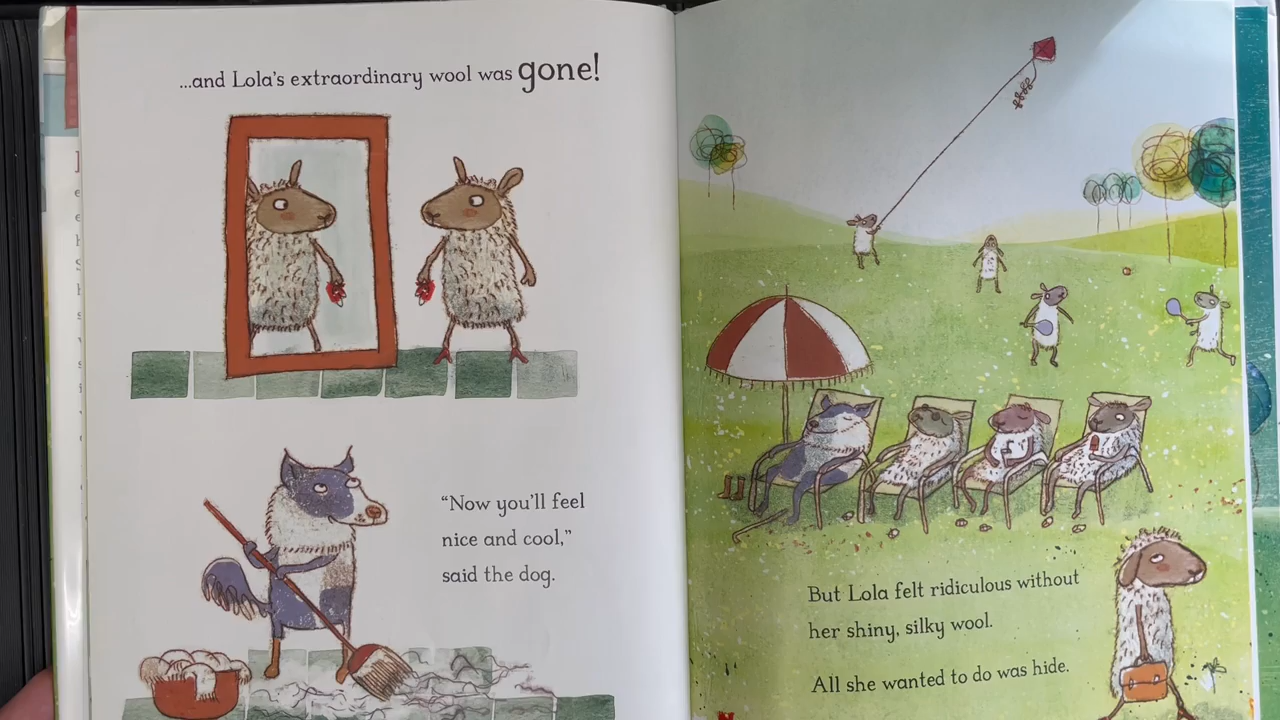 ...and Lola's extraordinary wool was gone!
"Now you'll feel
nice and cool,"
said the dog.
But Lola felt ridiculous without
her shiny, silky wool.
All she wanted to do was hide.